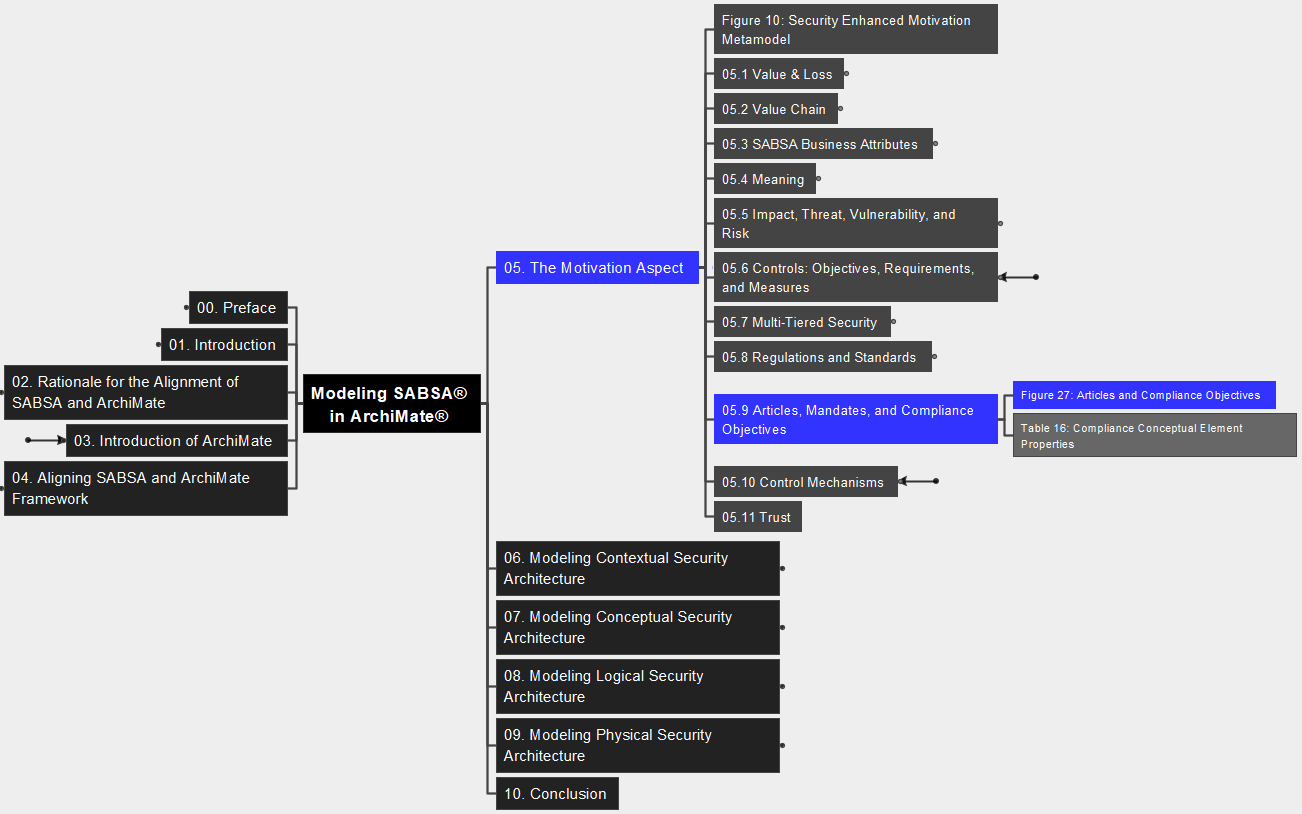 Modeling SABSA®
in ArchiMate®
00. Preface
01. Introduction
02. Rationale for the Alignment of
SABSA and ArchiMate
03. Introduction of ArchiMate
04. Aligning SABSA and ArchiMate
Framework
05. The Motivation Aspect
Figure 10: Security Enhanced Motivation
Metamodel
05.1 Value & Loss
05.2 Value Chain
05.3 SABSA Business Attributes
05.4 Meaning
05.5 Impact, Threat, Vulnerability, and
Risk
05.6 Controls: Objectives, Requirements,
and Measures
05.7 Multi-Tiered Security
05.8 Regulations and Standards
05.9 Articles, Mandates, and Compliance
Objectives
Figure 27: Articles and Compliance Objectives
Table 16: Compliance Conceptual Element
Properties
05.10 Control Mechanisms
05.11 Trust
06. Modeling Contextual Security
Architecture
07. Modeling Conceptual Security
Architecture
08. Modeling Logical Security
Architecture
09. Modeling Physical Security
Architecture
10. Conclusion